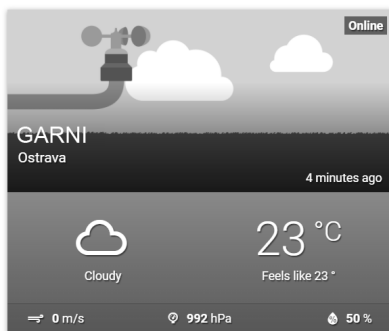 Online
GARNI
Ostrava
4 minutes ago
23 °C
Cloudy
Feels like 23 °
0 m/s
992 hPa
50 %